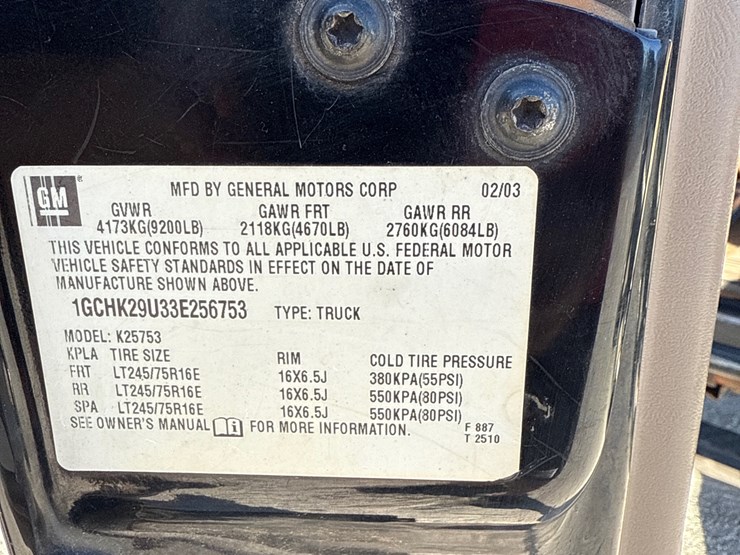 GM
MFD BY GENERAL MOTORS CORP 02/03
GVWR GAWR FRT GAWR RR
4173KG(9200LB) 2118KG(4670LB) 2760KG(6084LB)
THIS VEHICLE CONFORMS TO ALL APPLICABLE U.S. FEDERAL MOTOR
VEHICLE SAFETY STANDARDS IN EFFECT ON THE DATE OF
MANUFACTURE SHOWN ABOVE.
1GCHK29U33E256753 TYPE: TRUCK
MODEL: K25753
KPLA TIRE SIZE RIM COLD TIRE PRESSURE
FRT LT245/75R16E 16X6.5J 380KPA(55PSI)
RR LT245/75R16E 16X6.5J 550KPA(80PSI)
SPA LT245/75R16E 16X6.5J 550KPA(80PSI)
SEE OWNER'S MANUAL i FOR MORE INFORMATION.
F 887
T 2510